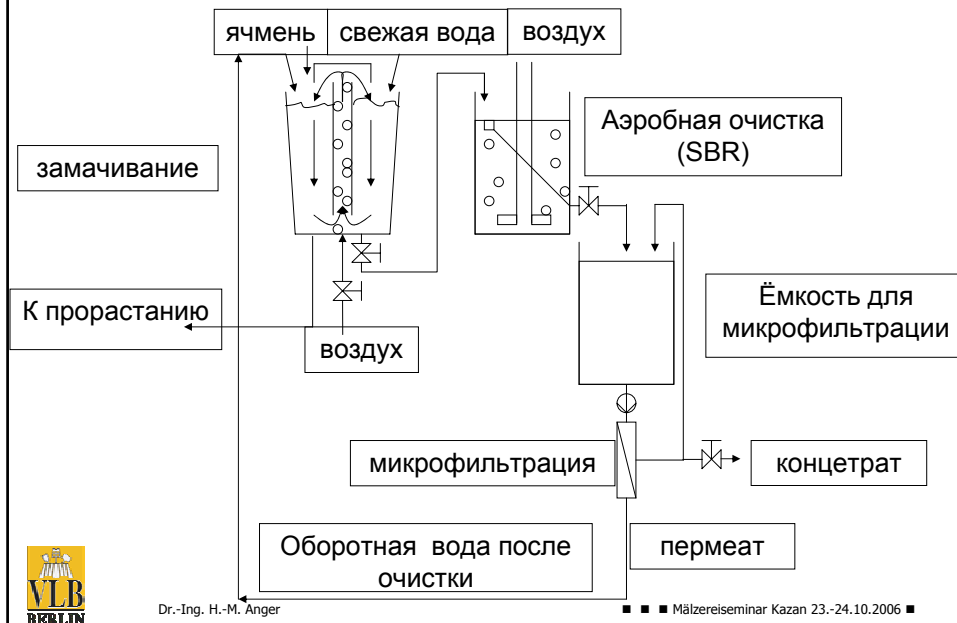 ячмень
свежая вода
воздух
Аэробная очистка
(SBR)
замачивание
К прорастанию
воздух
Ёмкость для
микрофильтрации
микрофильтрация
концетрат
Оборотная вода после
очистки
пермеат
VLB
BERLIN
Dr.-Ing. H.-M. Anger
Mälzereiseminar Kazan 23.-24.10.2006